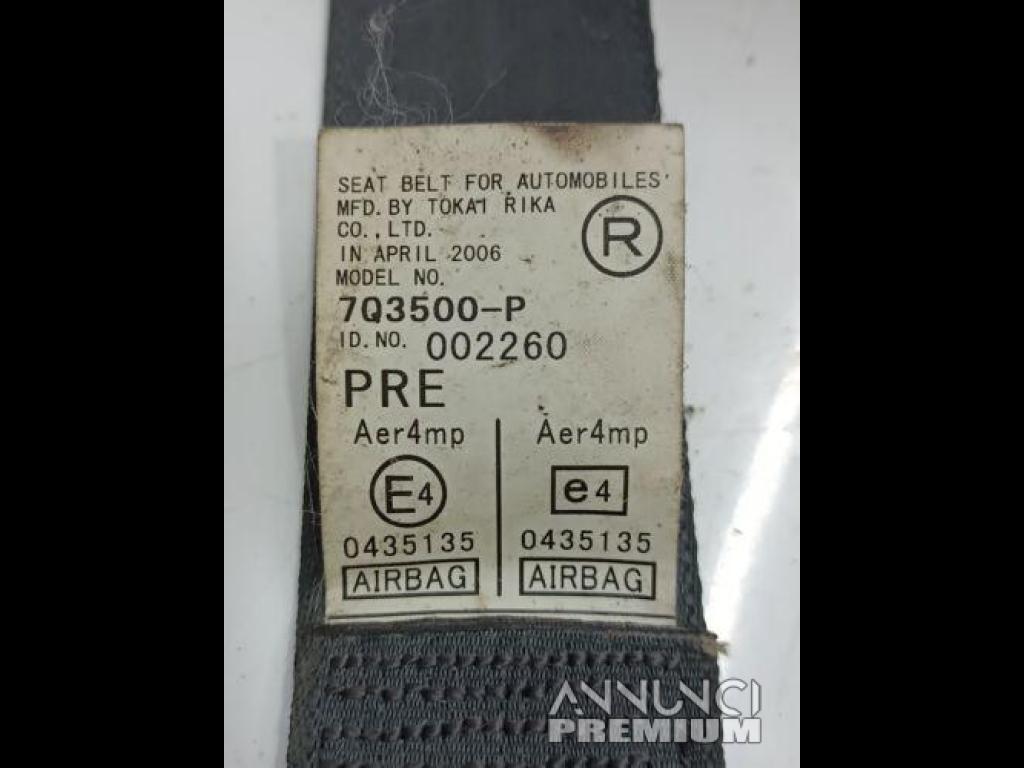 SEAT BELT FOR AUTOMOBILES
MFD. BY TOKAI RIKA
CO., LTD.
IN APRIL 2006
R
MODEL NO.
7Q3500-P
ID. NO. 002260
PRE
Aer4mp Aer4mp
E4 e4
0435135 0435135
AIRBAG AIRBAG
ANNUNCI
PREMIUM